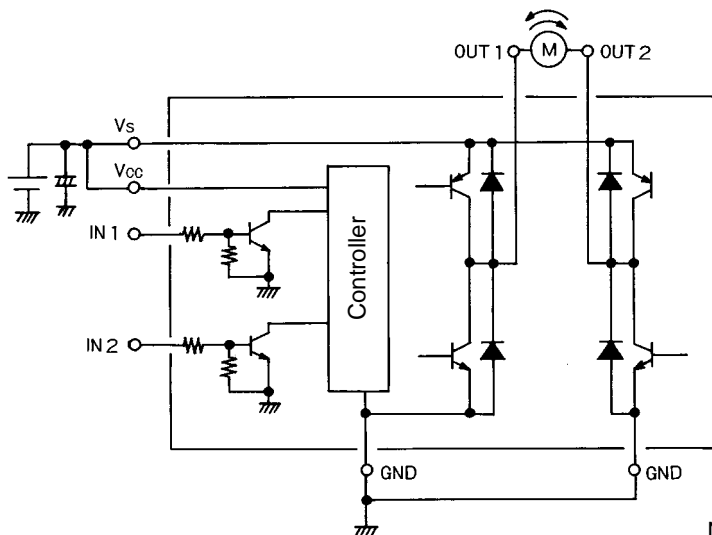 OUT 1
M
OUT 2
Vs
Vcc
IN 1
IN 2
Controller
GND
GND